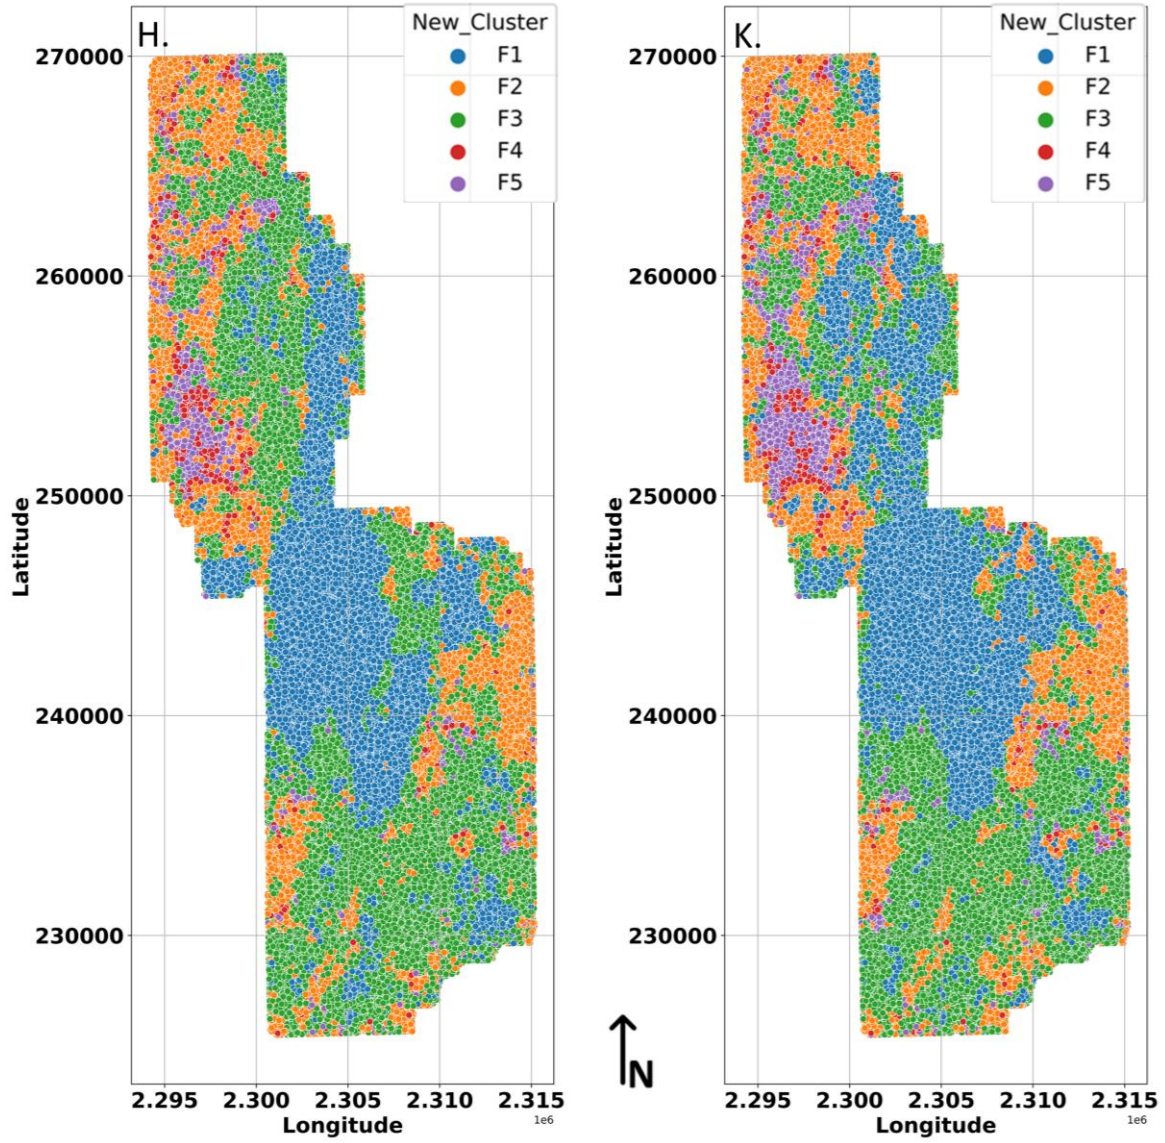 H.
New_Cluster
F1
F2
F3
F4
F5
270000
260000
250000
240000
230000
Latitude
2.295 2.300 2.305 2.310 2.315
Longitude
1e6
K.
New_Cluster
F1
F2
F3
F4
F5
270000
260000
250000
240000
230000
Latitude
2.295 2.300 2.305 2.310 2.315
Longitude
1e6
N